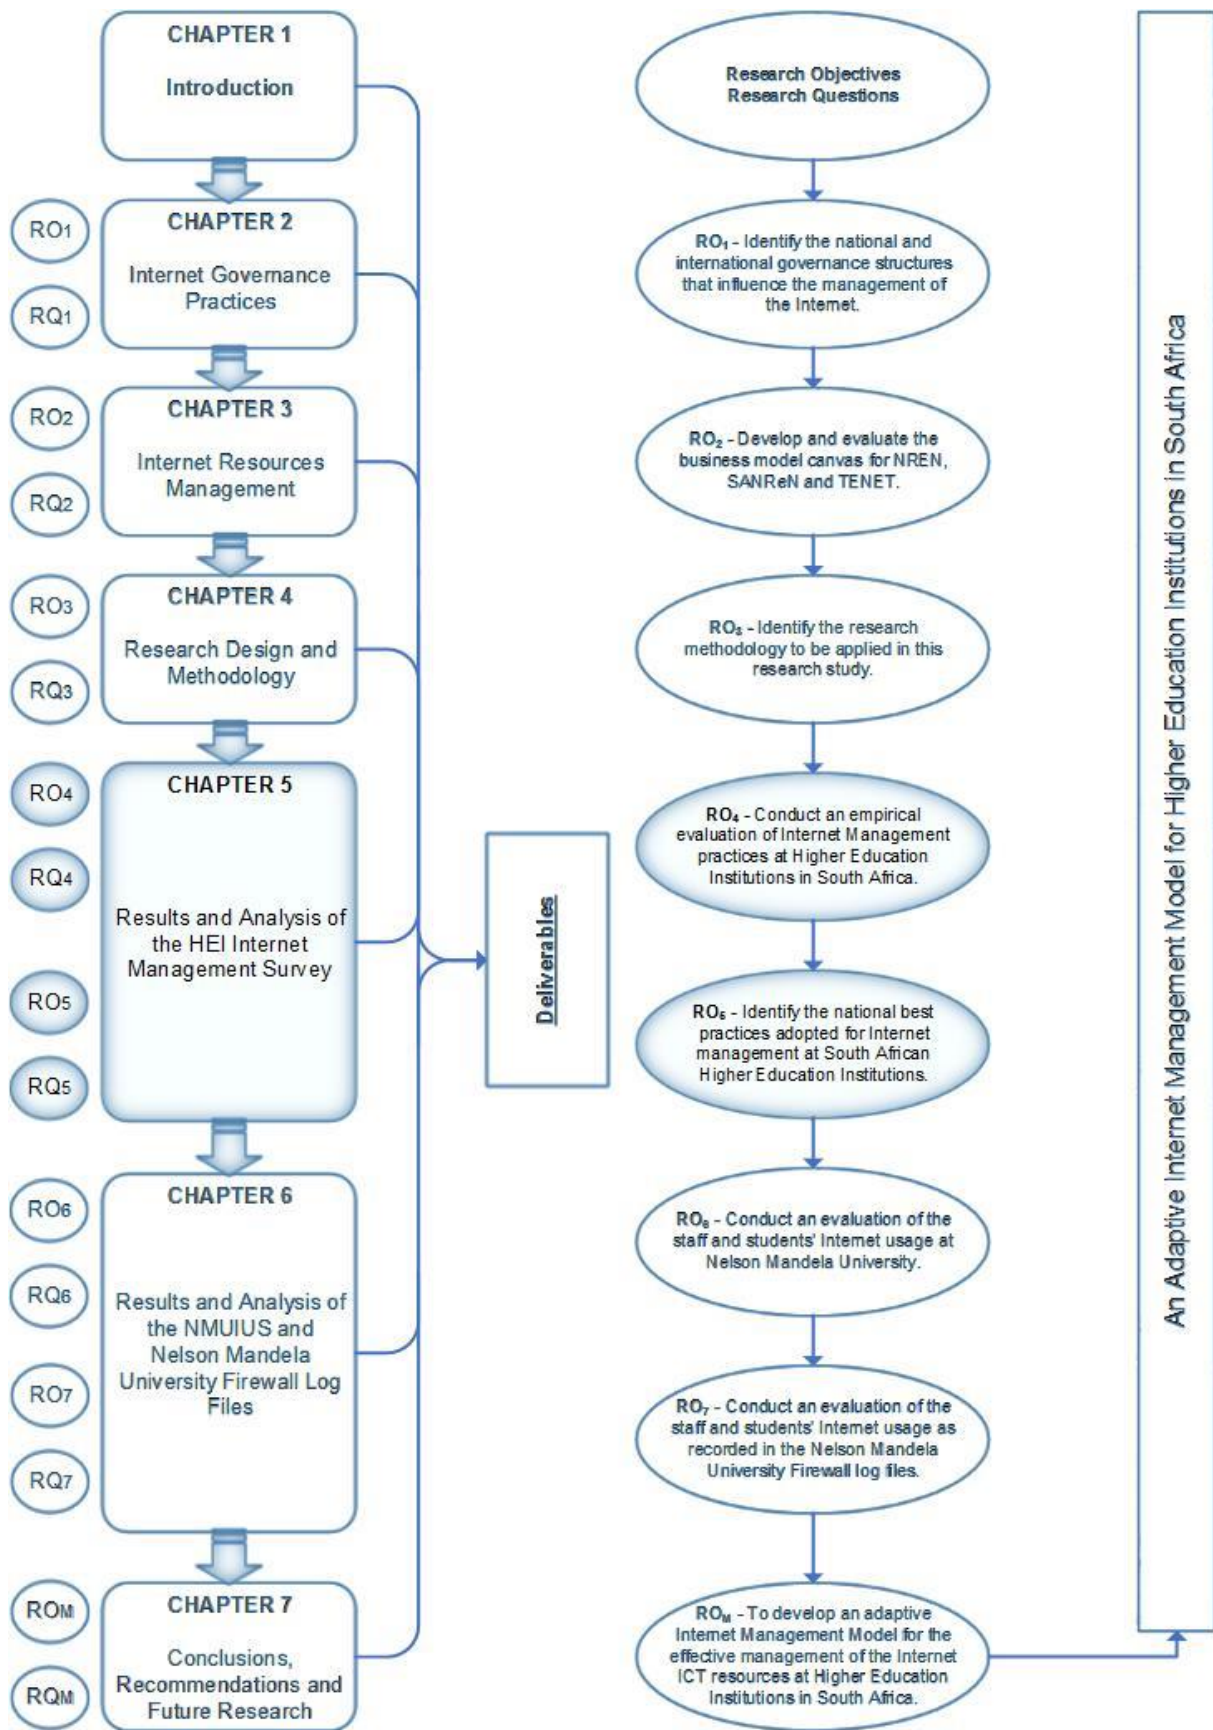 CHAPTER 1
Introduction
RO1
RQ1
CHAPTER 2
Internet Governance
Practices
RO2
RQ2
CHAPTER 3
Internet Resources
Management
RO3
RQ3
CHAPTER 4
Research Design and
Methodology
RO4
RQ4
RO5
RQ5
CHAPTER 5
Results and Analysis of
the HEI Internet
Management Survey
RO6
RQ6
RO7
RQ7
CHAPTER 6
Results and Analysis of
the NMUIUS and
Nelson Mandela
University Firewall Log
Files
ROM
RQM
CHAPTER 7
Conclusions,
Recommendations and
Future Research
Deliverables
Research Objectives
Research Questions
RO₁ - Identify the national and
international governance structures
that influence the management of
the Internet.
RO₂ - Develop and evaluate the
business model canvas for NREN,
SANReN and TENET.
RO₃ - Identify the research
methodology to be applied in this
research study.
RO₄ - Conduct an empirical
evaluation of Internet Management
practices at Higher Education
Institutions in South Africa.
RO₅ - Identify the national best
practices adopted for Internet
management at South African
Higher Education Institutions.
RO₆ - Conduct an evaluation of the
staff and students' Internet usage at
Nelson Mandela University.
RO₇ - Conduct an evaluation of the
staff and students' Internet usage as
recorded in the Nelson Mandela
University Firewall log files.
ROM - To develop an adaptive
Internet Management Model for the
effective management of the Internet
ICT resources at Higher Education
Institutions in South Africa.
An Adaptive Internet Management Model for Higher Education Institutions in South Africa